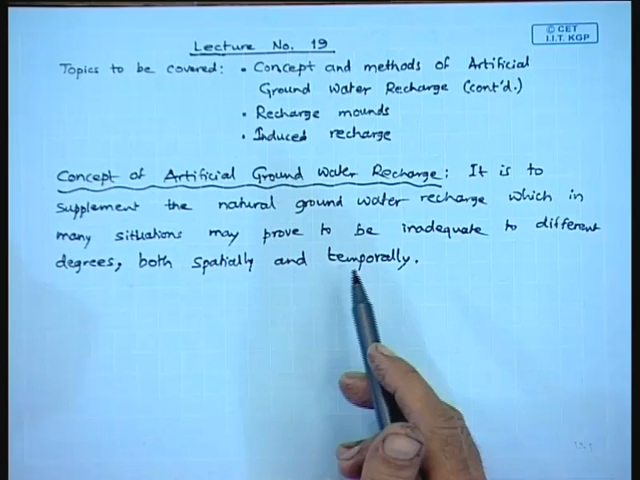 Lecture No. 19
© CET
I.I.T. KGP
Topics to be covered: • Concept and methods of Artificial
Ground Water Recharge (cont'd.)
• Recharge mounds
• Induced recharge
Concept of Artificial Ground Water Recharge: It is to
supplement the natural ground water recharge which in
many situations may prove to be inadequate to different
degrees, both spatially and temporally.